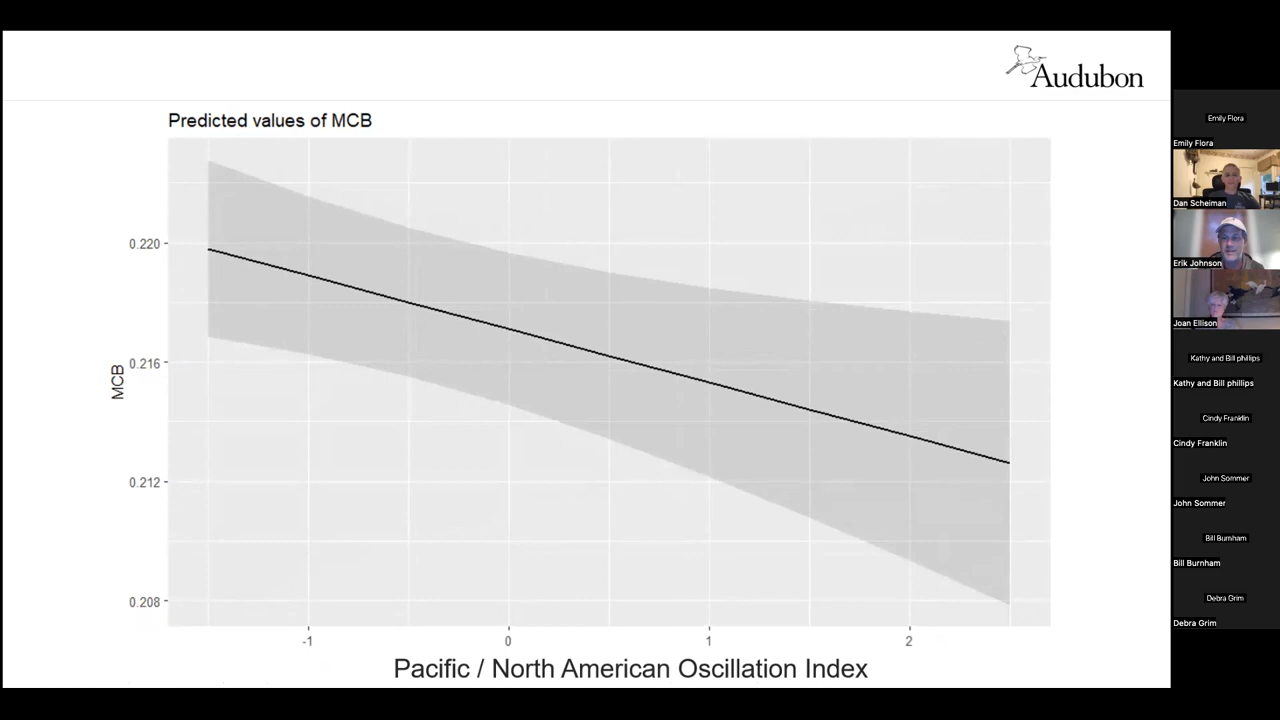 Audubon
Predicted values of MCB
MCB
0.220
0.216
0.212
0.208
-1
0
1
2
Pacific / North American Oscillation Index
Emily Flora
Emily Flora
Dan Scheiman
Erik Johnson
Joan Ellison
Kathy and Bill phillips
Kathy and Bill phillips
Cindy Franklin
Cindy Franklin
John Sommer
John Sommer
Bill Burnham
Bill Burnham
Debra Grim
Debra Grim